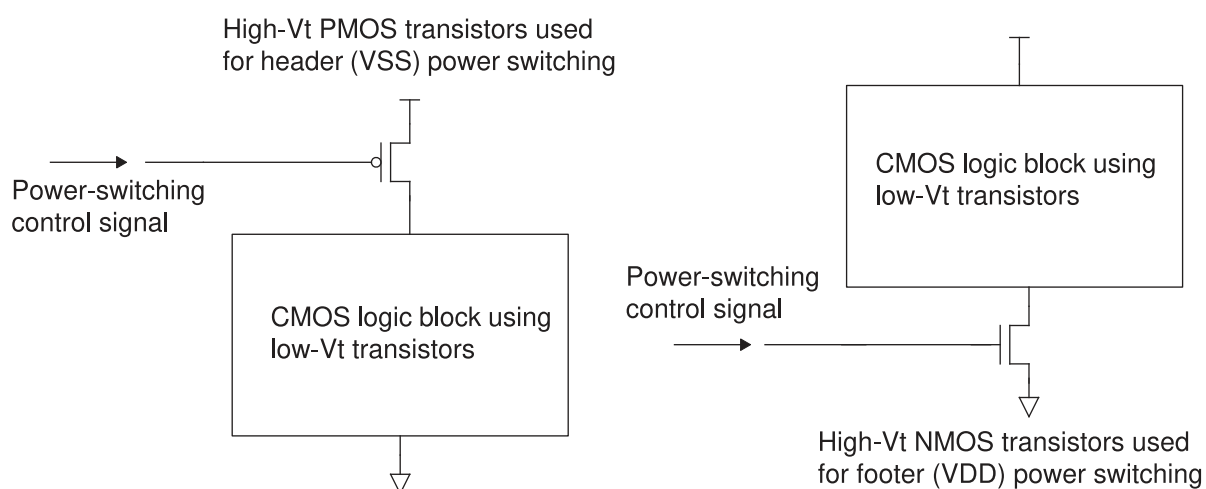 High-Vt PMOS transistors used
for header (VSS) power switching
Power-switching
control signal
CMOS logic block using
low-Vt transistors
CMOS logic block using
low-Vt transistors
Power-switching
control signal
High-Vt NMOS transistors used
for footer (VDD) power switching